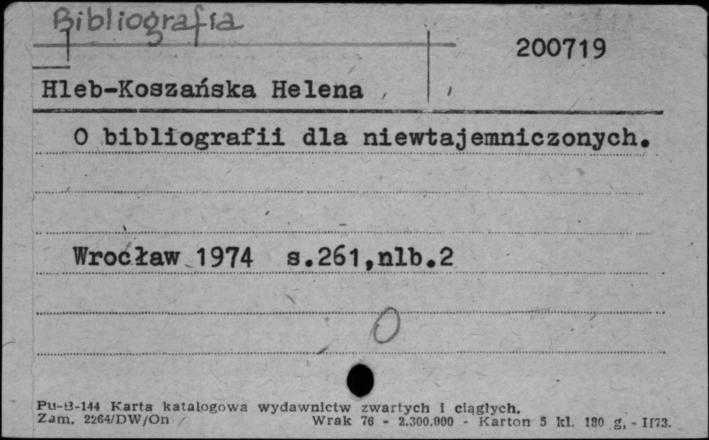 Bibliografia
200719
Hleb-Koszańska Helena
O bibliografii dla niewtajemniczonych.
Wrocław 1974 s.261,nlb.2
O
Pu-B-144 Karta katalogowa wydawnictw zwartych i ciągłych.
Zam. 2264/DW/On Wrak 76 - 2.300.000 - Karton 5 kl. 180 g. - II73.